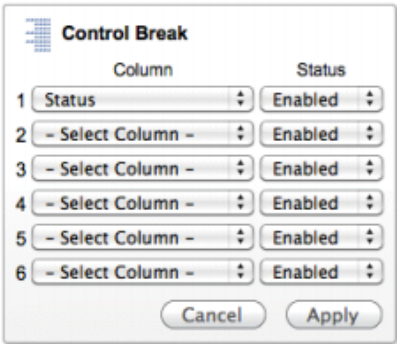 Control Break
Column Status
1 Status Enabled
2 – Select Column – Enabled
3 – Select Column – Enabled
4 – Select Column – Enabled
5 – Select Column – Enabled
6 – Select Column – Enabled
Cancel Apply